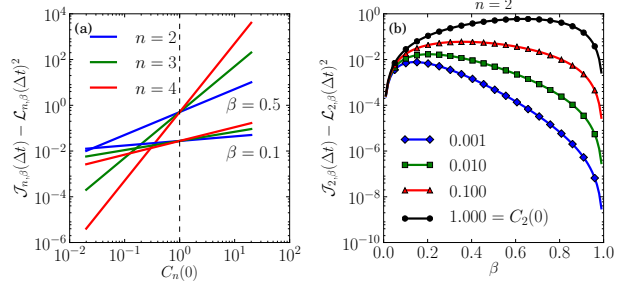 n = 2
(a)
n = 2
n = 3
n = 4
β = 0.5
β = 0.1
10^4
10^2
10^0
10^−2
10^−4
10^−6
10^−2 10^−1 10^0 10^1 10^2
C_n(0)
𝒥_{n,β}(Δt) − ℒ_{n,β}(Δt)^2
(b)
10^0
10^−2
10^−4
10^−6
10^−8
10^−10
0.001
0.010
0.100
1.000 = C_2(0)
0.0 0.2 0.4 0.6 0.8 1.0
β
𝒥_{2,β}(Δt) − ℒ_{2,β}(Δt)^2